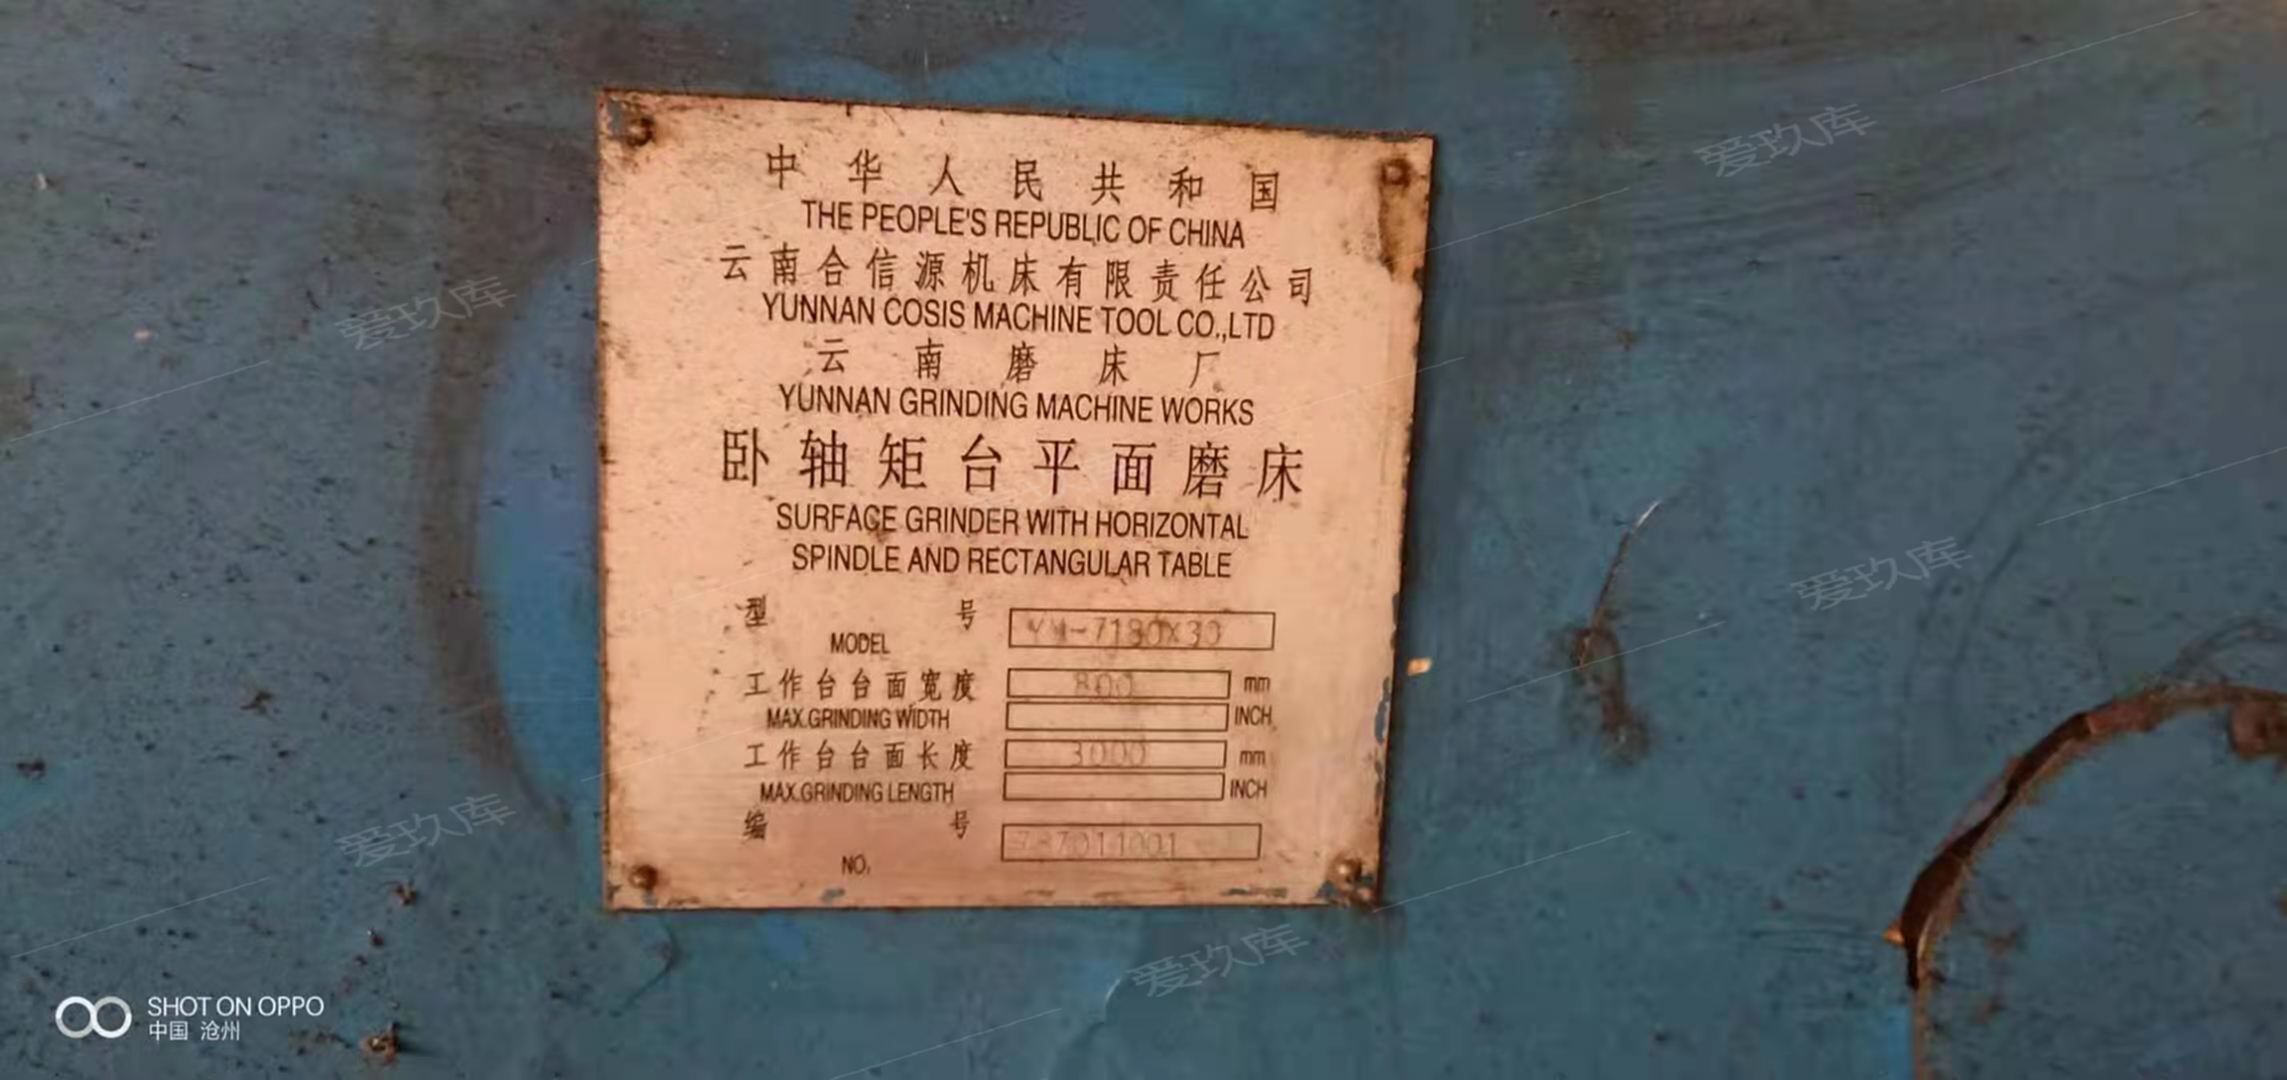 中华人民共和国
THE PEOPLE'S REPUBLIC OF CHINA
云南合信源机床有限责任公司
YUNNAN COSIS MACHINE TOOL CO.,LTD
云南磨床厂
YUNNAN GRINDING MACHINE WORKS
卧轴矩台平面磨床
SURFACE GRINDER WITH HORIZONTAL
SPINDLE AND RECTANGULAR TABLE
型号
MODEL
工作台台面宽度 800 mm
MAX.GRINDING WIDTH INCH
工作台台面长度 3000 mm
MAX.GRINDING LENGTH INCH
编号
NO.
SHOT ON OPPO
中国 沧州
爱玖库
爱玖库
爱玖库
爱玖库
爱玖库